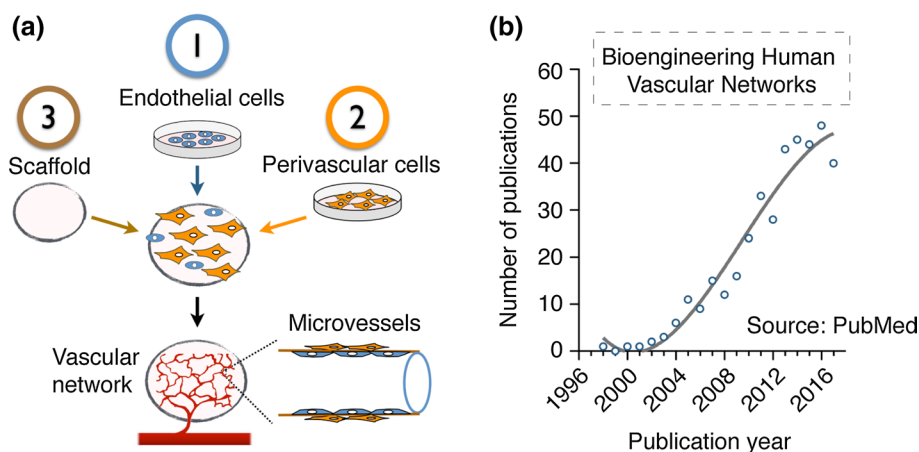 (a)
1
Endothelial cells
3
Scaffold
2
Perivascular cells
Vascular
network
Microvessels
(b)
Bioengineering Human
Vascular Networks
Number of publications
60
50
40
30
20
10
0
1996
2000
2004
2008
2012
2016
Source: PubMed
Publication year